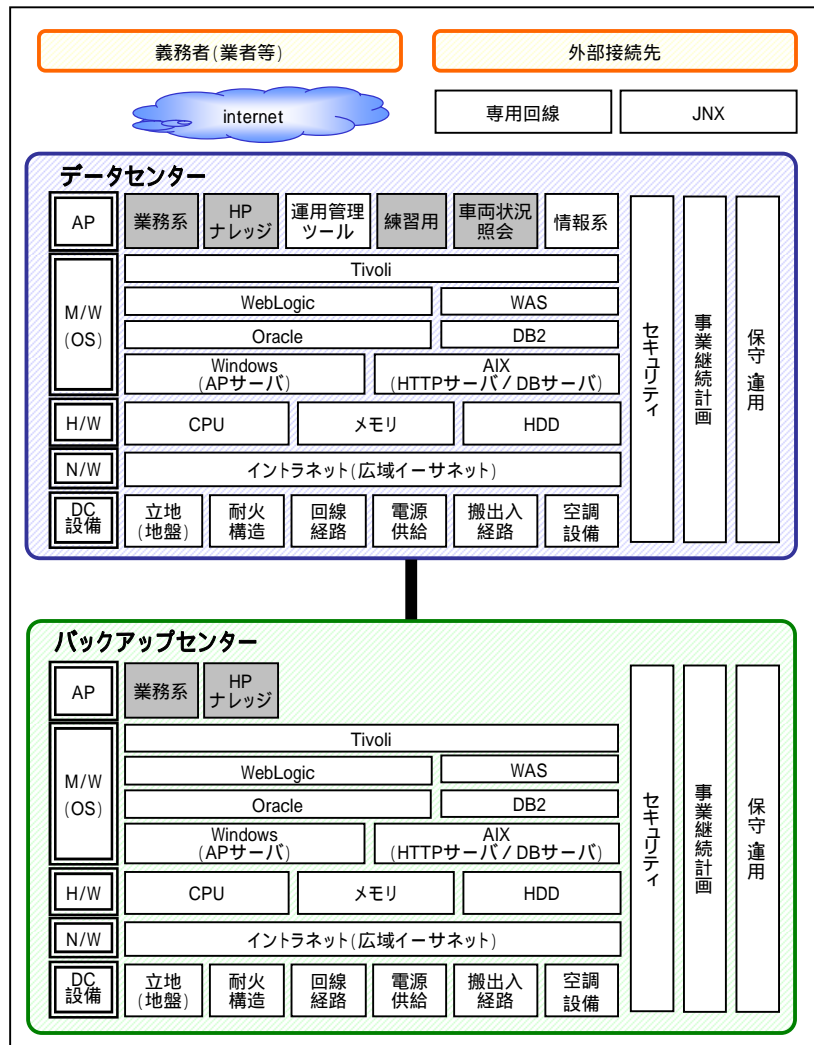 義務者(業者等)
外部接続先
internet
専用回線
JNX
データセンター
AP
業務系
HP
ナレッジ
運用管理
ツール
練習用
車両状況
照会
情報系
M/W
(OS)
Tivoli
WebLogic
WAS
Oracle
DB2
Windows
(APサーバ)
AIX
(HTTPサーバ/DBサーバ)
H/W
CPU
メモリ
HDD
N/W
イントラネット(広域イーサネット)
DC
設備
立地
(地盤)
耐火
構造
回線
経路
電源
供給
搬出入
経路
空調
設備
セキュリティ
事業継続計画
保守・運用
バックアップセンター
AP
業務系
HP
ナレッジ
M/W
(OS)
Tivoli
WebLogic
WAS
Oracle
DB2
Windows
(APサーバ)
AIX
(HTTPサーバ/DBサーバ)
H/W
CPU
メモリ
HDD
N/W
イントラネット(広域イーサネット)
DC
設備
立地
(地盤)
耐火
構造
回線
経路
電源
供給
搬出入
経路
空調
設備
セキュリティ
事業継続計画
保守・運用